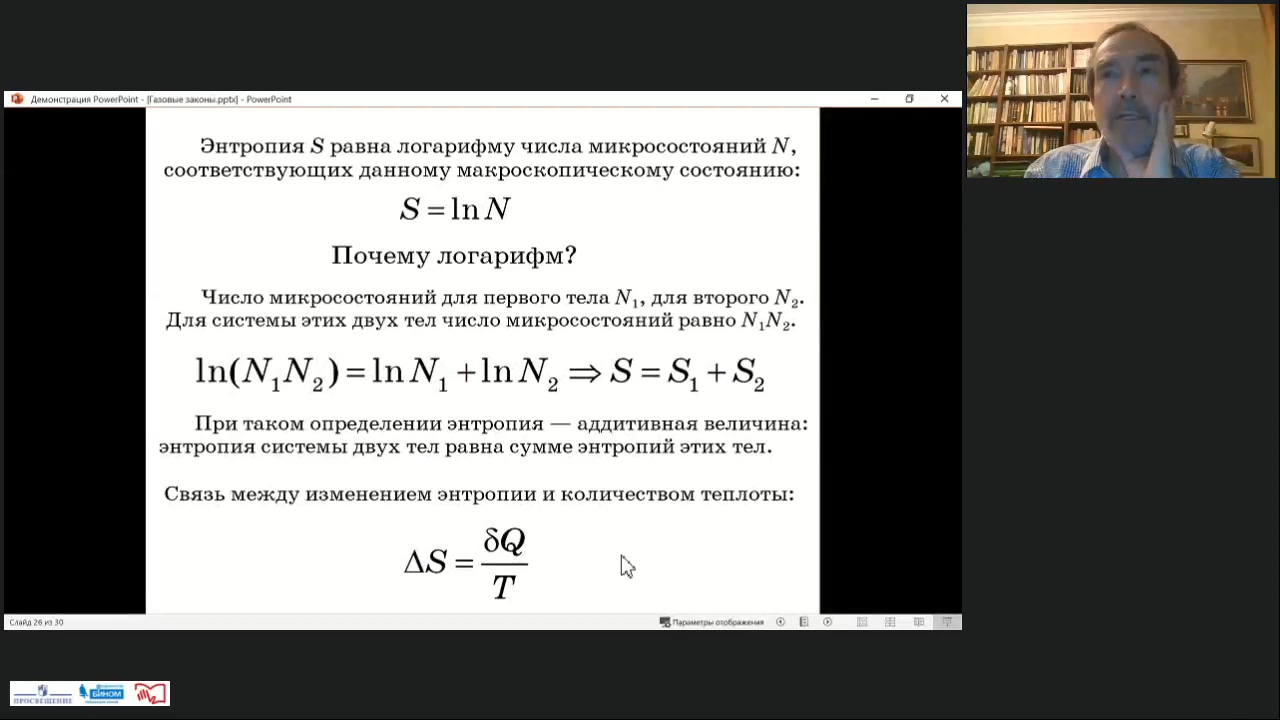 Демонстрация PowerPoint - [Газовые законы.pptx] - PowerPoint
Энтропия S равна логарифму числа микросостояний N,
соответствующих данному макроскопическому состоянию:
S = ln N
Почему логарифм?
Число микросостояний для первого тела N₁, для второго N₂.
Для системы этих двух тел число микросостояний равно N₁N₂.
ln(N₁N₂) = ln N₁ + ln N₂ ⇒ S = S₁ + S₂
При таком определении энтропия — аддитивная величина:
энтропия системы двух тел равна сумме энтропий этих тел.
Связь между изменением энтропии и количеством теплоты:
ΔS = δQ/T
Слайд 26 из 30
Параметры отображения
ПРОСВЕЩЕНИЕ
БИНОМ